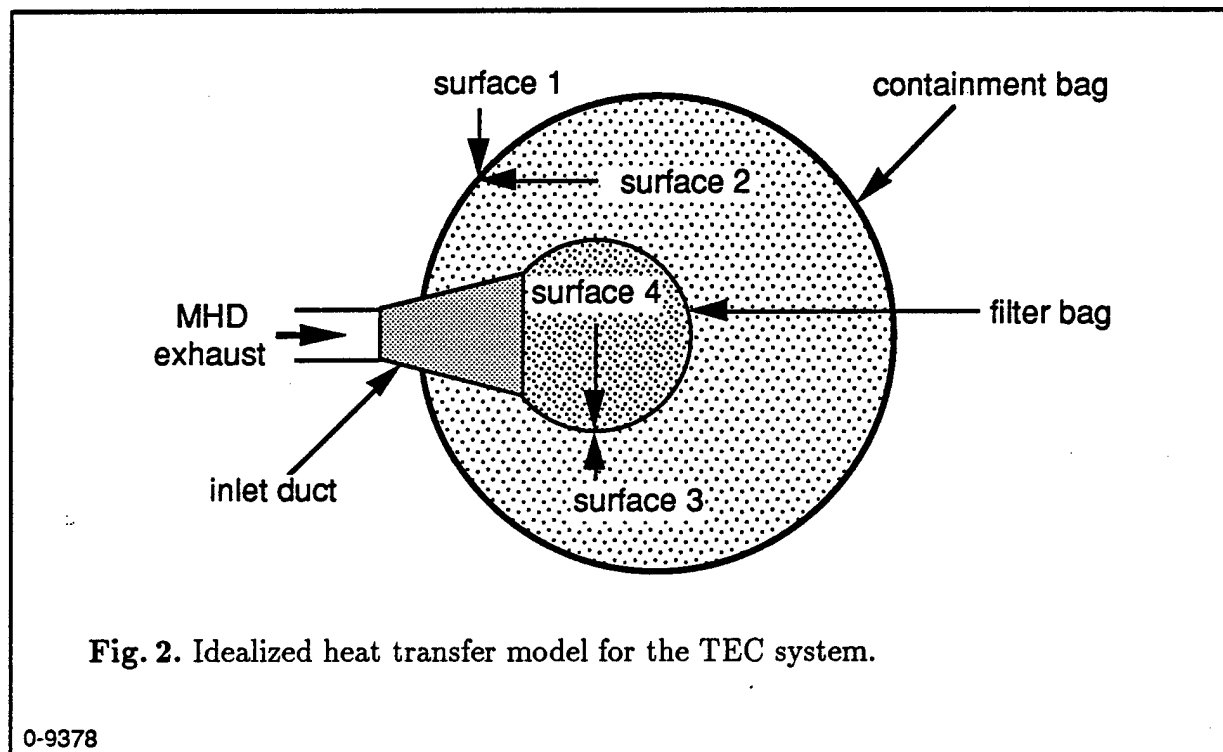 surface 1
containment bag
surface 2
surface 4
MHD
exhaust
filter bag
inlet duct
surface 3
Fig. 2. Idealized heat transfer model for the TEC system.
0-9378